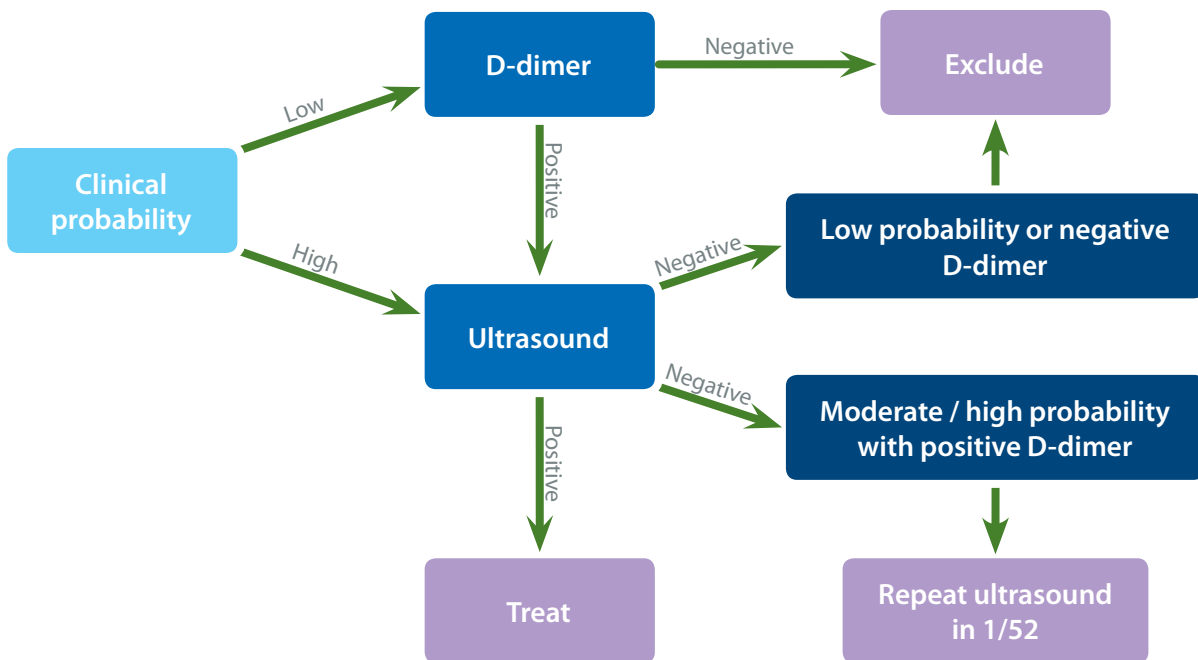 D-dimer
Negative
Exclude
Low
Clinical
probability
Positive
High
Negative
Low probability or negative
D-dimer
Ultrasound
Negative
Moderate / high probability
with positive D-dimer
Positive
Treat
Repeat ultrasound
in 1/52